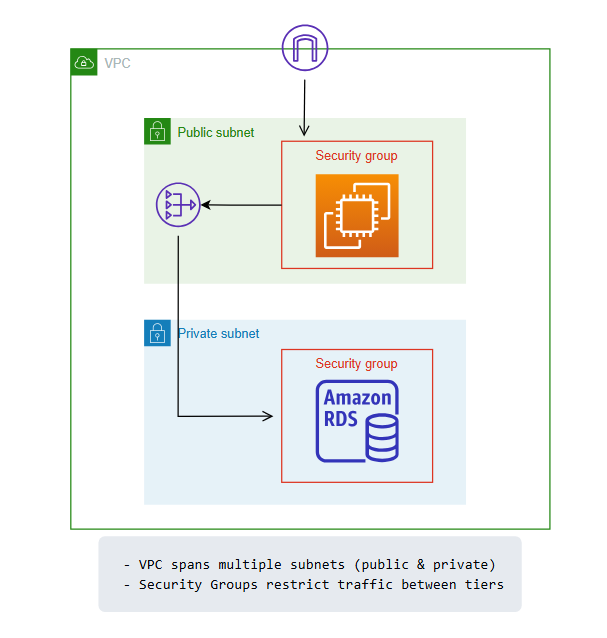 VPC
Public subnet
Security group
Private subnet
Security group
Amazon
RDS
- VPC spans multiple subnets (public & private)
- Security Groups restrict traffic between tiers